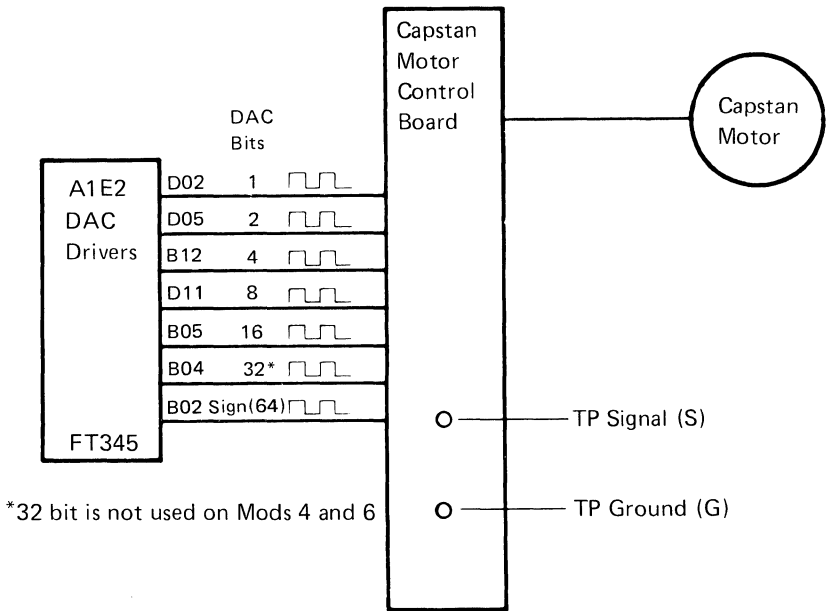 Capstan
Motor
Control
Board
Capstan
Motor
DAC
Bits
A1E2
DAC
Drivers
D02 1
D05 2
B12 4
D11 8
B05 16
B04 32*
B02 Sign(64)
FT345
TP Signal (S)
TP Ground (G)
*32 bit is not used on Mods 4 and 6